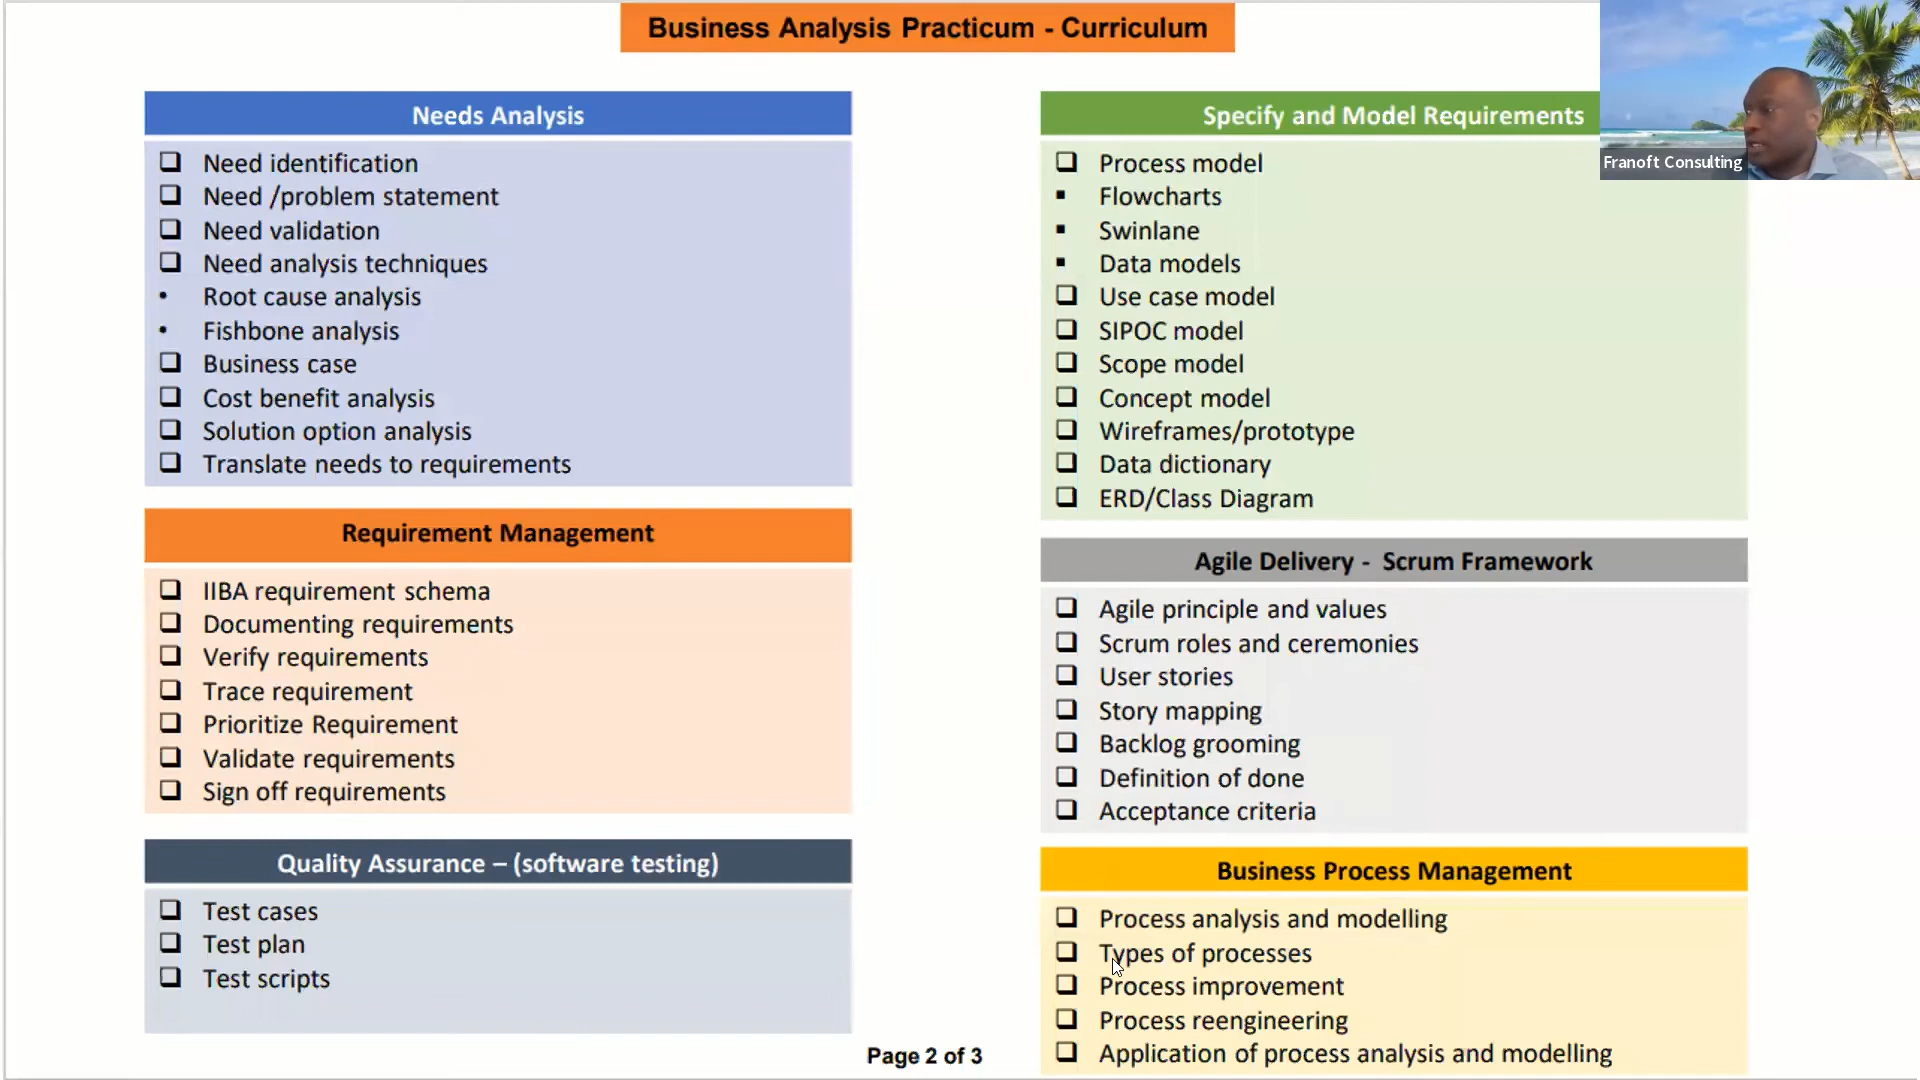 Business Analysis Practicum - Curriculum
Needs Analysis
Need identification
Need /problem statement
Need validation
Need analysis techniques
Root cause analysis
Fishbone analysis
Business case
Cost benefit analysis
Solution option analysis
Translate needs to requirements
Requirement Management
IIBA requirement schema
Documenting requirements
Verify requirements
Trace requirement
Prioritize Requirement
Validate requirements
Sign off requirements
Quality Assurance – (software testing)
Test cases
Test plan
Test scripts
Specify and Model Requirements
Process model
Flowcharts
Swinlane
Data models
Use case model
SIPOC model
Scope model
Concept model
Wireframes/prototype
Data dictionary
ERD/Class Diagram
Agile Delivery - Scrum Framework
Agile principle and values
Scrum roles and ceremonies
User stories
Story mapping
Backlog grooming
Definition of done
Acceptance criteria
Business Process Management
Process analysis and modelling
Types of processes
Process improvement
Process reengineering
Application of process analysis and modelling
Page 2 of 3
Franoft Consulting